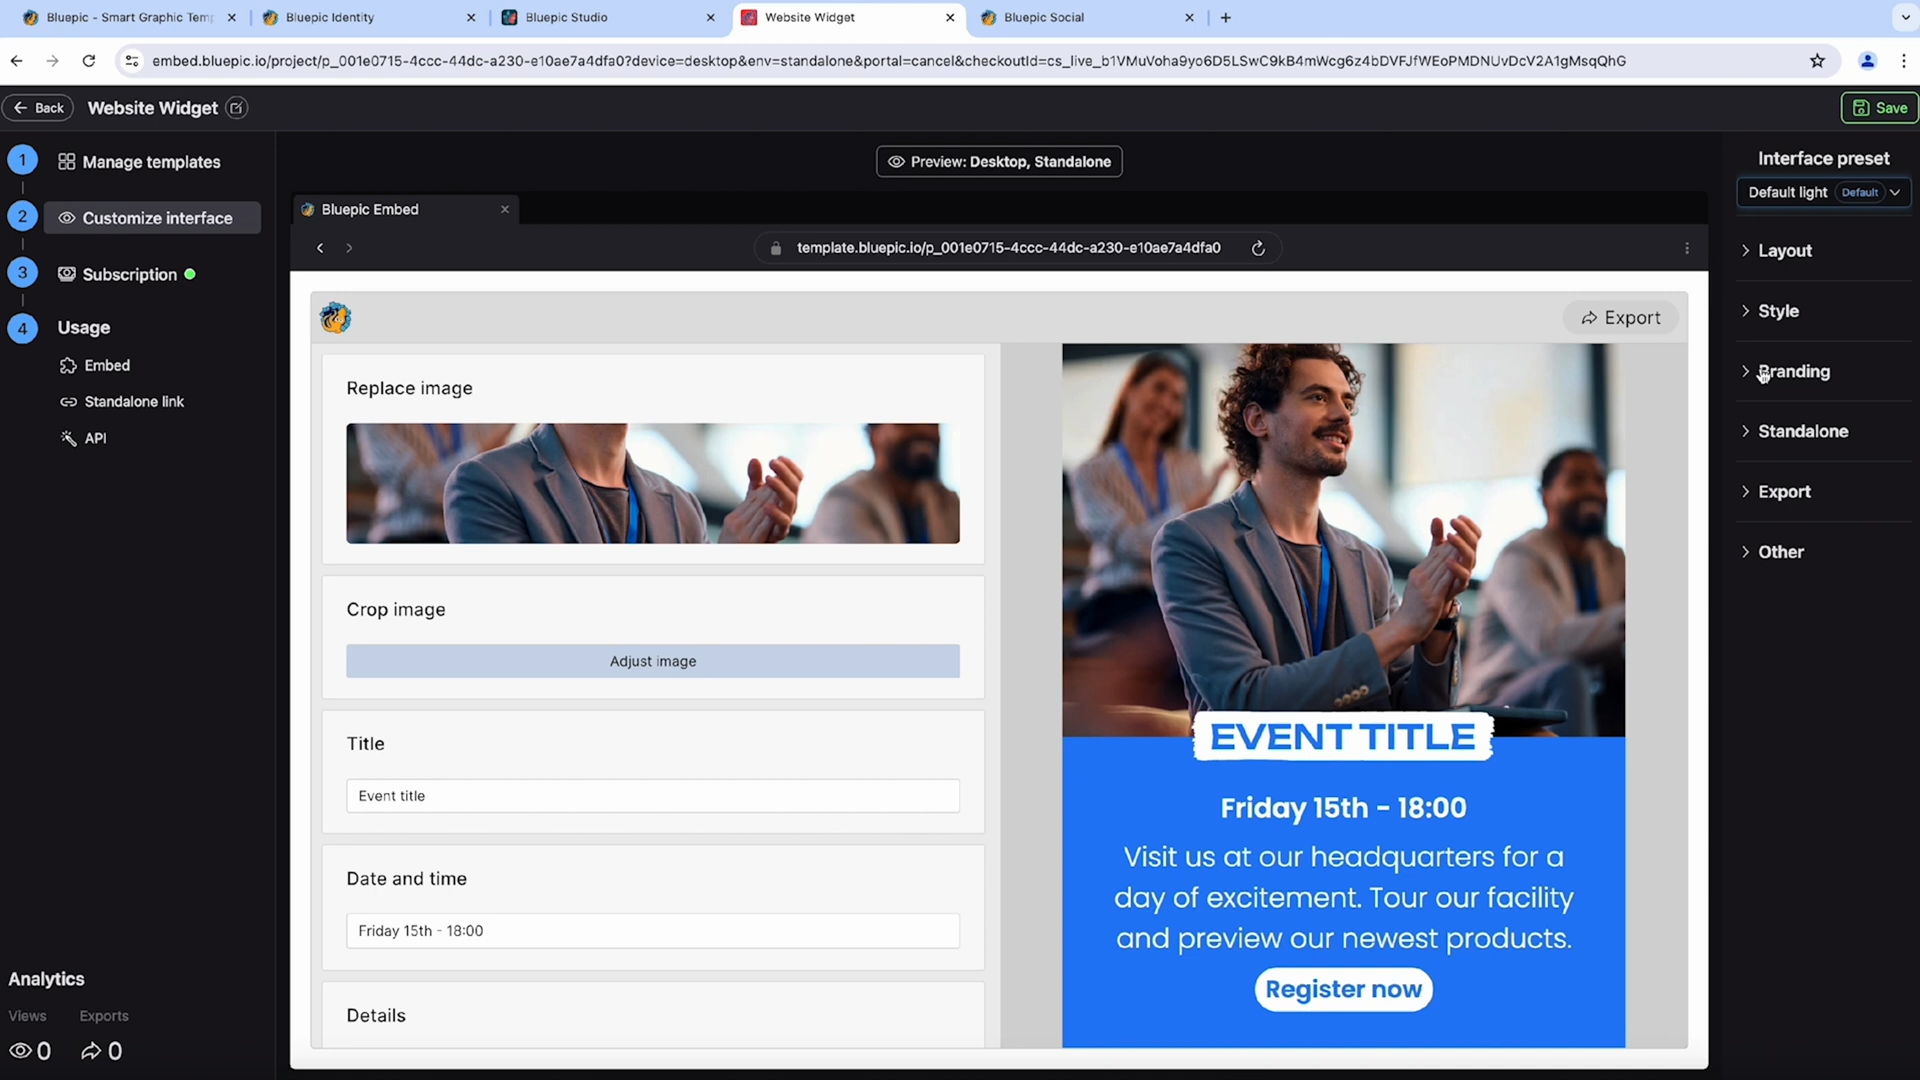 Bluepic - Smart Graphic Temp
Bluepic Identity
Bluepic Studio
Website Widget
Bluepic Social
embed.bluepic.io/project/p_001e0715-4ccc-44dc-a230-e10ae7a4dfa0?device=desktop&env=standalone&portal=cancel&checkoutId=cs_live_b1VMuVoha9yo6D5LSwC9kB4mWcg6z4bDVFJfWEoPMDNUvDcV2A1gMsqQhG
Back
Website Widget
Save
1
Manage templates
2
Customize interface
3
Subscription
4
Usage
Embed
Standalone link
API
Analytics
Views
Exports
0
0
Preview: Desktop, Standalone
Bluepic Embed
template.bluepic.io/p_001e0715-4ccc-44dc-a230-e10ae7a4dfa0
Export
Replace image
Crop image
Adjust image
Title
Event title
Date and time
Friday 15th - 18:00
Details
EVENT TITLE
Friday 15th - 18:00
Visit us at our headquarters for a
day of excitement. Tour our facility
and preview our newest products.
Register now
Interface preset
Default light
Default
Layout
Style
Branding
Standalone
Export
Other